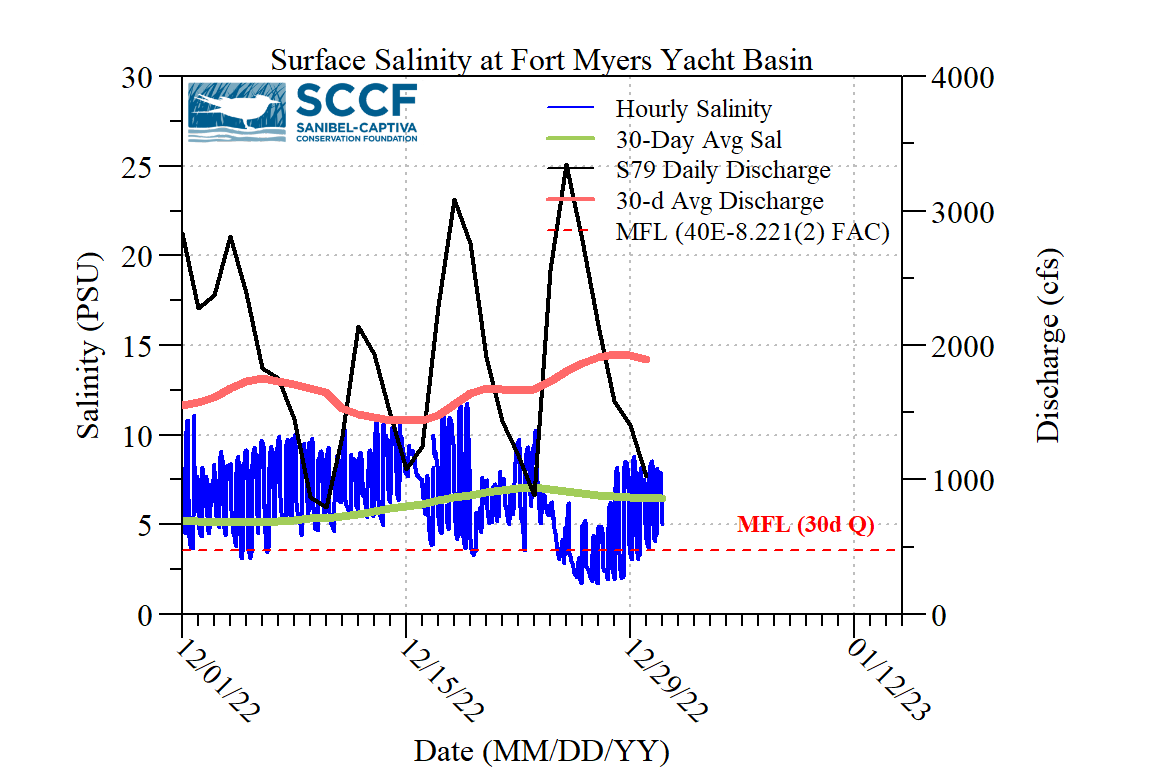 Surface Salinity at Fort Myers Yacht Basin
SCCF
SANIBEL-CAPTIVA
CONSERVATION FOUNDATION
Hourly Salinity
30-Day Avg Sal
S79 Daily Discharge
30-d Avg Discharge
MFL (40E-8.221(2) FAC)
MFL (30d Q)
Salinity (PSU)
30
25
20
15
10
5
0
Discharge (cfs)
4000
3000
2000
1000
0
12/01/22
12/15/22
12/29/22
01/12/23
Date (MM/DD/YY)